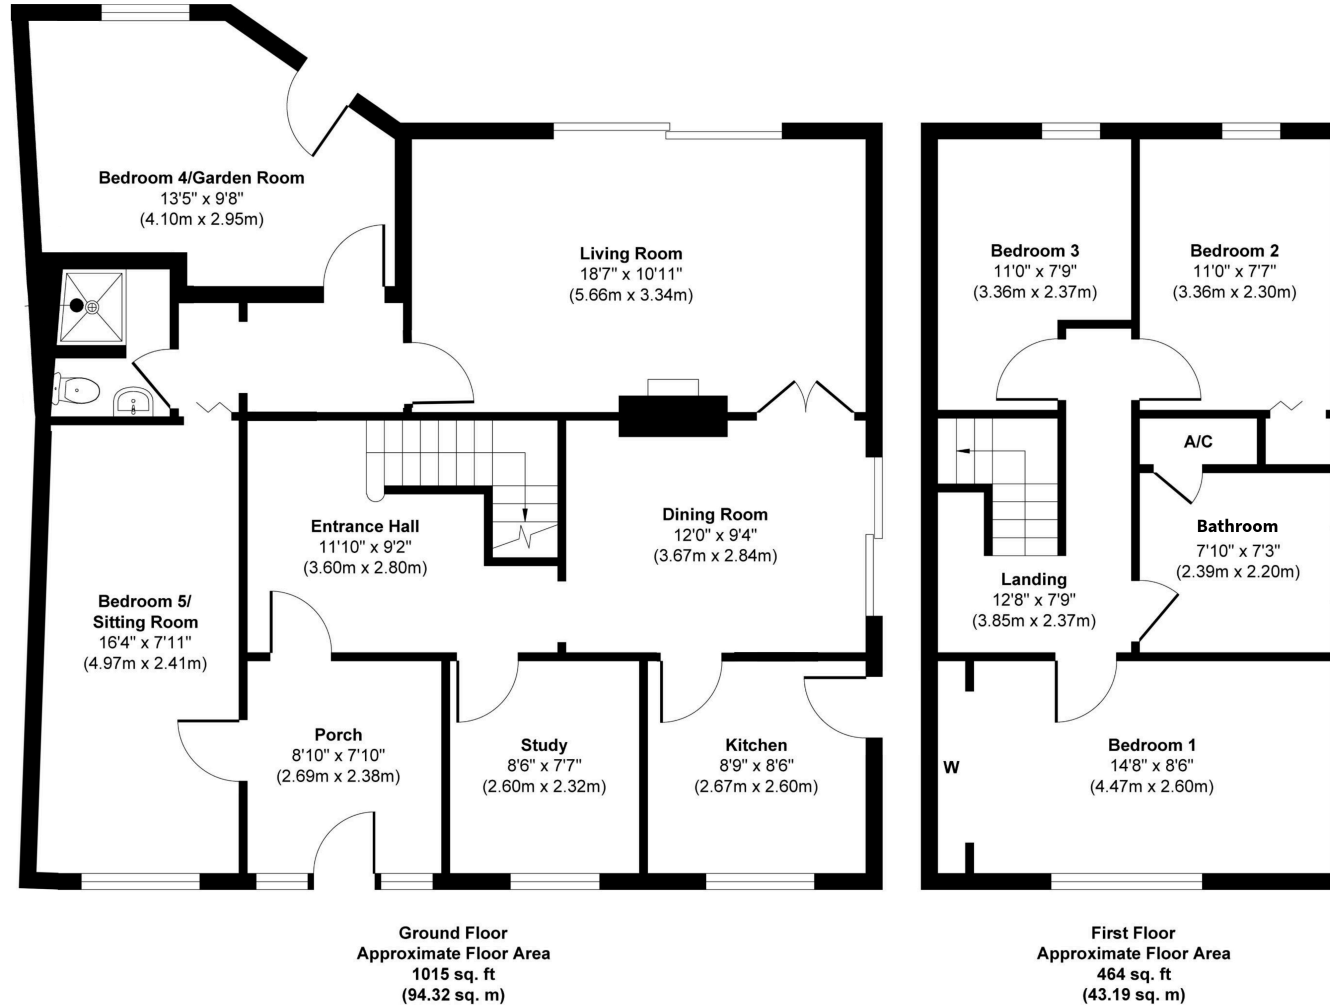 Bedroom 4/Garden Room
13'5" x 9'8"
(4.10m x 2.95m)
Living Room
18'7" x 10'11"
(5.66m x 3.34m)
Entrance Hall
11'10" x 9'2"
(3.60m x 2.80m)
Dining Room
12'0" x 9'4"
(3.67m x 2.84m)
Bedroom 5/
Sitting Room
16'4" x 7'11"
(4.97m x 2.41m)
Porch
8'10" x 7'10"
(2.69m x 2.38m)
Study
8'6" x 7'7"
(2.60m x 2.32m)
Kitchen
8'9" x 8'6"
(2.67m x 2.60m)
Ground Floor
Approximate Floor Area
1015 sq. ft
(94.32 sq. m)
Bedroom 3
11'0" x 7'9"
(3.36m x 2.37m)
Bedroom 2
11'0" x 7'7"
(3.36m x 2.30m)
A/C
Bathroom
7'10" x 7'3"
(2.39m x 2.20m)
Landing
12'8" x 7'9"
(3.85m x 2.37m)
W
Bedroom 1
14'8" x 8'6"
(4.47m x 2.60m)
First Floor
Approximate Floor Area
464 sq. ft
(43.19 sq. m)